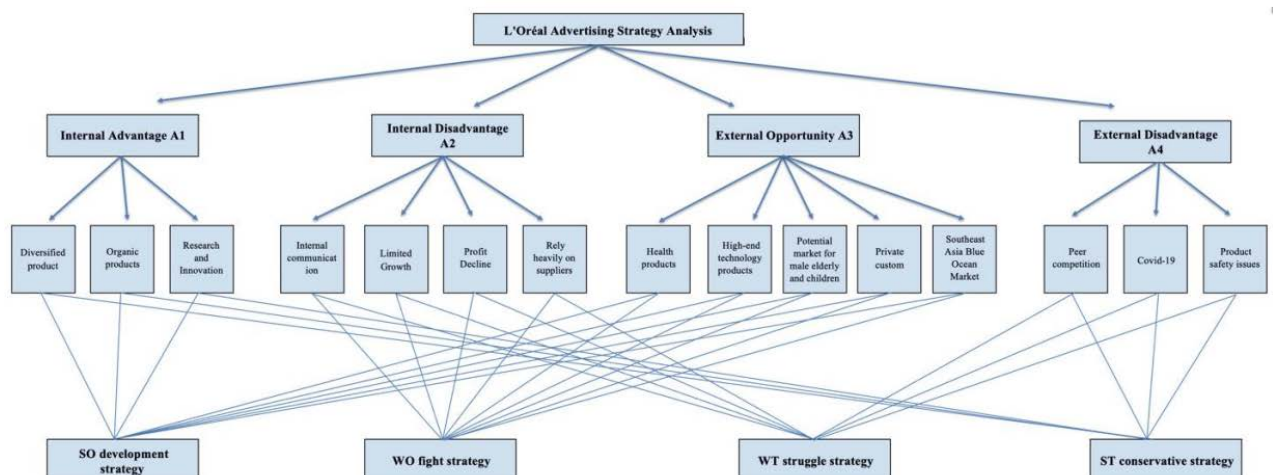 L'Oréal Advertising Strategy Analysis
Internal Advantage A1
Internal Disadvantage
A2
External Opportunity A3
External Disadvantage
A4
Diversified
product
Organic
products
Research
and
Innovation
Internal
communicat
ion
Limited
Growth
Profit
Decline
Rely
heavily on
suppliers
Health
products
High-end
technology
products
Potential
market for
male elderly
and children
Private
custom
Southeast
Asia Blue
Ocean
Market
Peer
competition
Covid-19
Product
safety issues
SO development
strategy
WO fight strategy
WT struggle strategy
ST conservative strategy